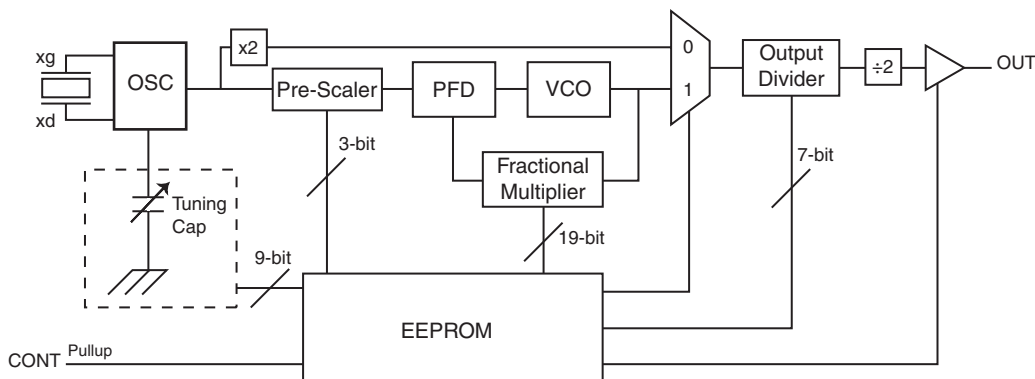 xg
xd
OSC
x2
Pre-Scaler
PFD
VCO
0
1
Output
Divider
÷2
OUT
3-bit
Fractional
Multiplier
7-bit
Tuning
Cap
9-bit
19-bit
EEPROM
CONT
Pullup